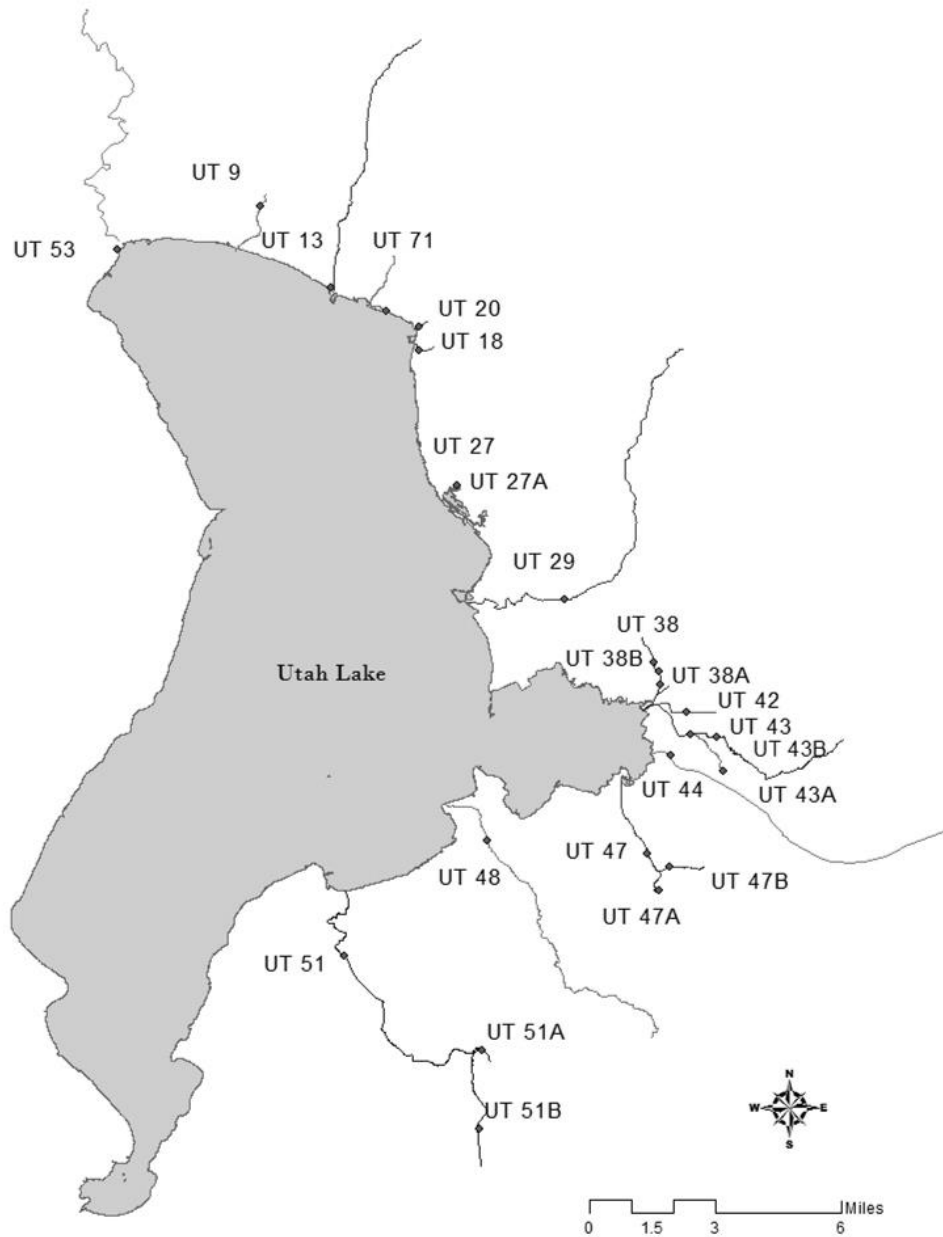 UT 9
UT 13
UT 71
UT 53
UT 20
UT 18
UT 27
UT 27A
UT 29
UT 38
UT 38B
UT 38A
Utah Lake
UT 42
UT 43
UT 43B
UT 44
UT 43A
UT 47
UT 48
UT 47B
UT 47A
UT 51
UT 51A
N
W E
S
UT 51B
Miles
0 1.5 3 6